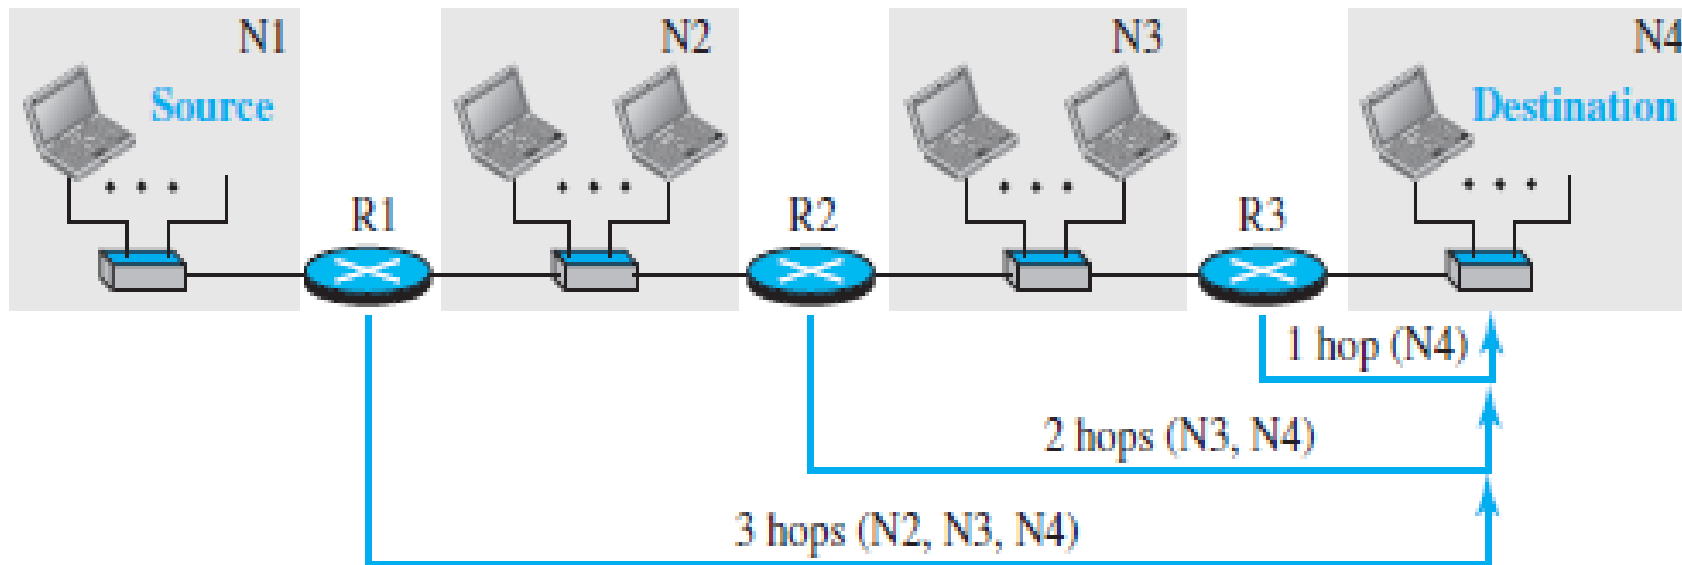 N1
N2
N3
N4
Source
Destination
R1
R2
R3
1 hop (N4)
2 hops (N3, N4)
3 hops (N2, N3, N4)